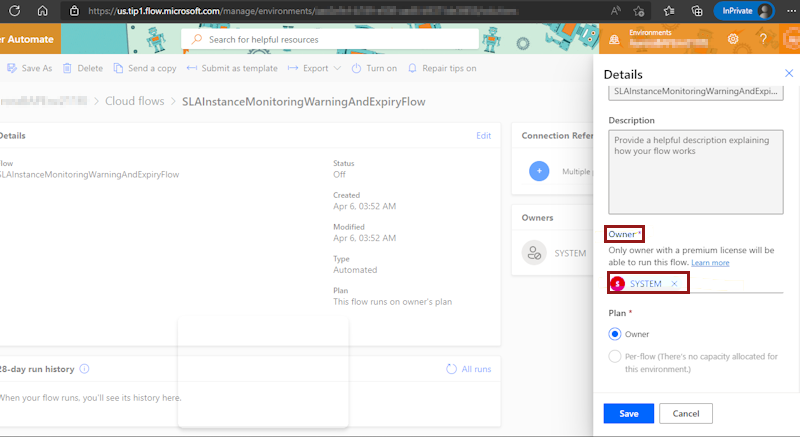 https://us.tip1.flow.microsoft.com/manage/environments/
InPrivate
er Automate
Search for helpful resources
Environments
Save As
Delete
Send a copy
Submit as template
Export
Turn on
Repair tips on
Cloud flows
SLAInstanceMonitoringWarningAndExpiryFlow
Details
Edit
Flow
SLAInstanceMonitoringWarningAndExpiryFlow
Status
Off
Created
Apr 6, 03:52 AM
Modified
Apr 6, 03:52 AM
Type
Automated
Plan
This flow runs on owner's plan
28-day run history
All runs
When your flow runs, you'll see its history here.
Connection Refer
Multiple
Owners
SYSTEM
Details
SLAInstanceMonitoringWarningAndExpi...
Description
Provide a helpful description explaining
how your flow works
Owner *
Only owner with a premium license will be
able to run this flow. Learn more
S SYSTEM
Plan *
Owner
Per-flow (There's no capacity allocated for
this environment.)
Save
Cancel